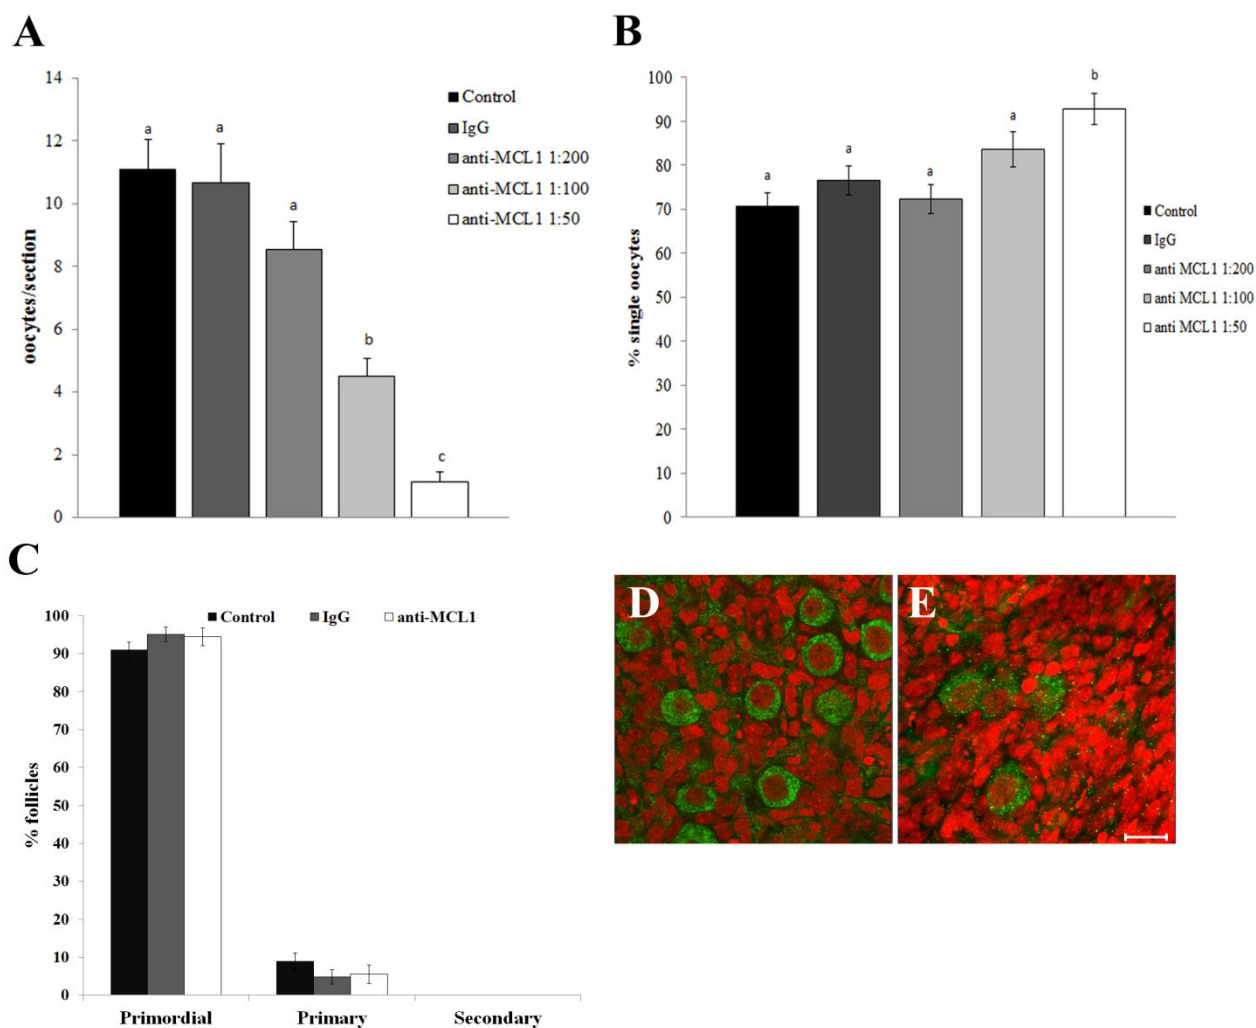 A
14
12
10
8
6
4
2
0
oocytes/section
a
a
a
b
c
Control
IgG
anti-MCL1 1:200
anti-MCL1 1:100
anti-MCL1 1:50
B
100
90
80
70
60
50
40
30
20
10
0
% single oocytes
a
a
a
a
b
Control
IgG
anti MCL1 1:200
anti MCL1 1:100
anti MCL1 1:50
C
100
90
80
70
60
50
40
30
20
10
0
% follicles
Control IgG anti-MCL1
Primordial Primary Secondary
D
E